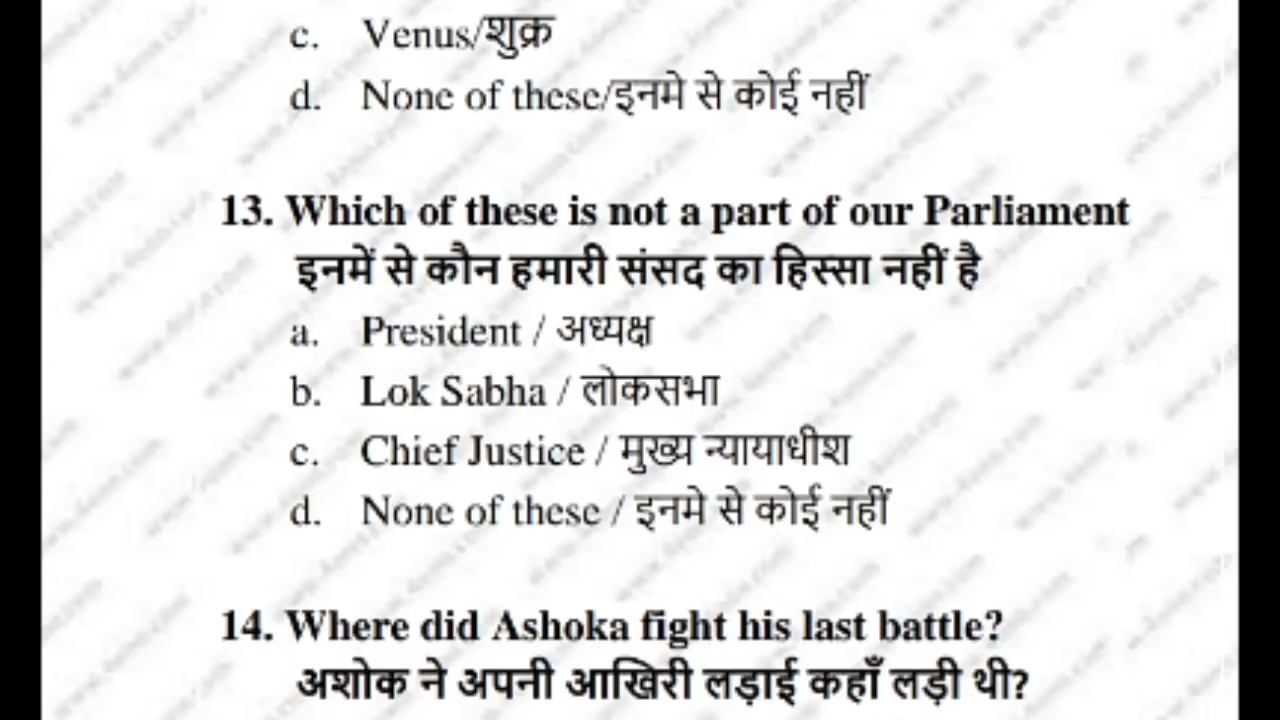 c. Venus/शुक्र
d. None of these/इनमे से कोई नहीं
13. Which of these is not a part of our Parliament
इनमें से कौन हमारी संसद का हिस्सा नहीं है
a. President / अध्यक्ष
b. Lok Sabha / लोकसभा
c. Chief Justice / मुख्य न्यायाधीश
d. None of these / इनमे से कोई नहीं
14. Where did Ashoka fight his last battle?
अशोक ने अपनी आखिरी लड़ाई कहाँ लड़ी थी?